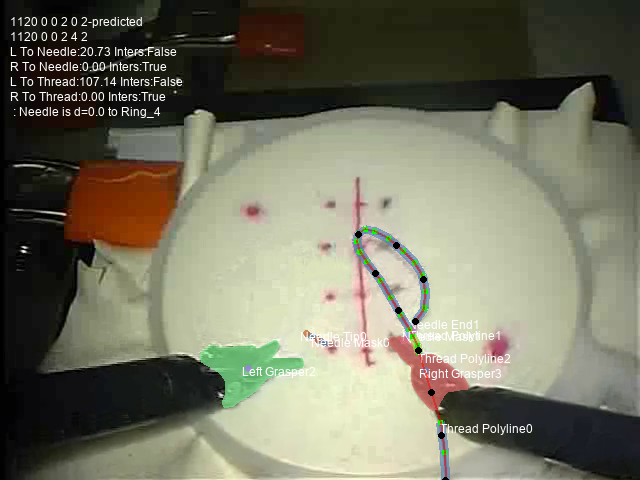 1120 0 0 2 0 2-predicted
1120 0 0 2 4 2
L To Needle:20.73 Inters:False
R To Needle:0.00 Inters:True
L To Thread:107.14 Inters:False
R To Thread:0.00 Inters:True
: Needle is d=0.0 to Ring_4
Needle End1
Needle Tip0
Thread Polyline1
Needle Mask0
Thread Polyline2
Left Grasper2
Right Grasper3
Thread Polyline0